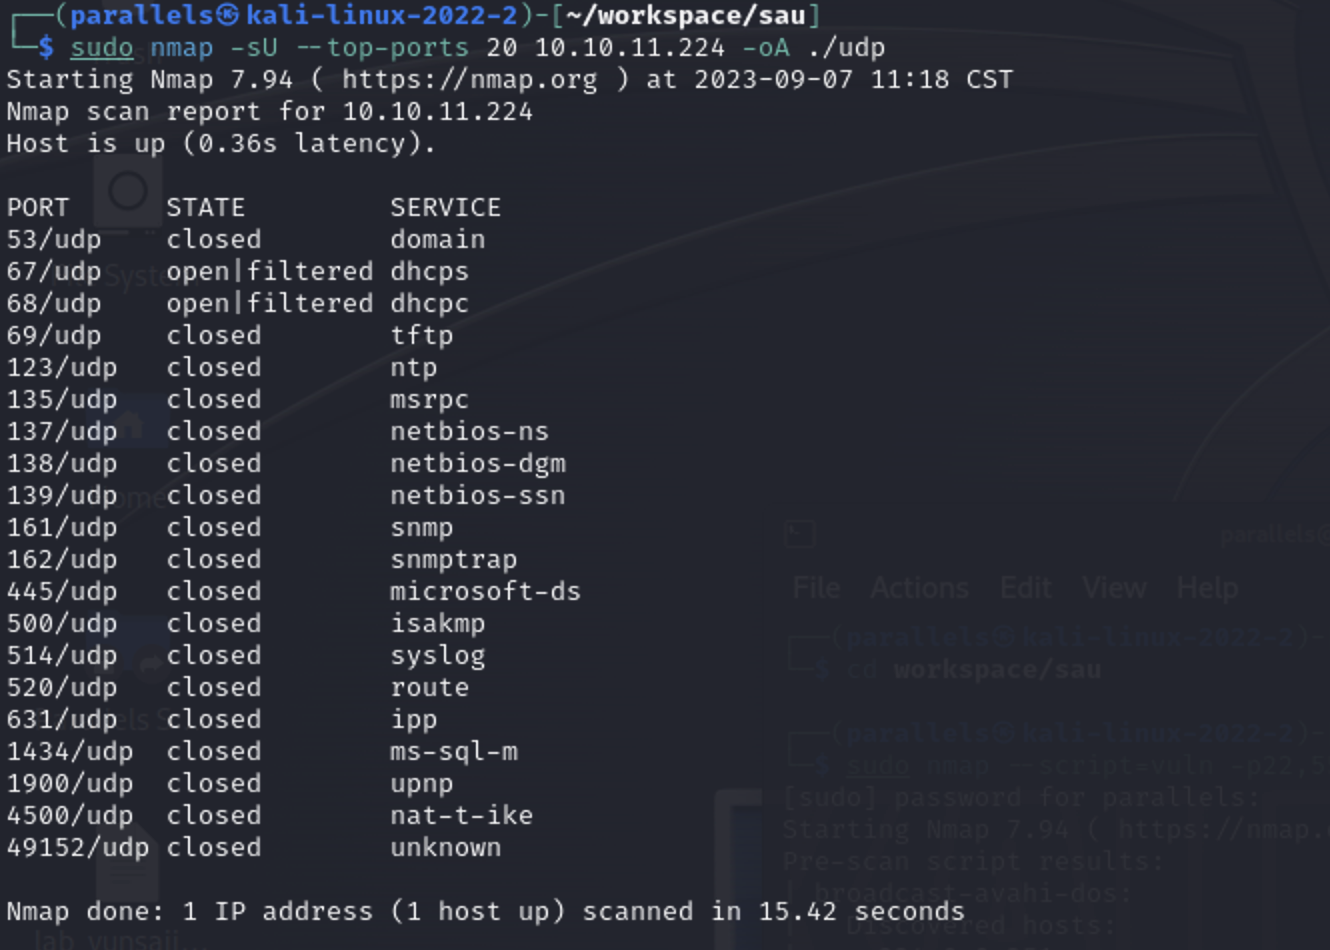 ┌──(parallels㉿kali-linux-2022-2)-[~/workspace/sau]
└─$ sudo nmap -sU --top-ports 20 10.10.11.224 -oA ./udp
Starting Nmap 7.94 ( https://nmap.org ) at 2023-09-07 11:18 CST
Nmap scan report for 10.10.11.224
Host is up (0.36s latency).
PORT STATE SERVICE
53/udp closed domain
67/udp open|filtered dhcps
68/udp open|filtered dhcpc
69/udp closed tftp
123/udp closed ntp
135/udp closed msrpc
137/udp closed netbios-ns
138/udp closed netbios-dgm
139/udp closed netbios-ssn
161/udp closed snmp
162/udp closed snmptrap
445/udp closed microsoft-ds
500/udp closed isakmp
514/udp closed syslog
520/udp closed route
631/udp closed ipp
1434/udp closed ms-sql-m
1900/udp closed upnp
4500/udp closed nat-t-ike
49152/udp closed unknown
Nmap done: 1 IP address (1 host up) scanned in 15.42 seconds
parallels@
File Actions Edit View Help
┌──(parallels㉿kali-linux-2022-2)-
└─$ cd workspace/sau
┌──(parallels㉿kali-linux-2022-2)-
└─$ sudo nmap --script=vuln -p22,5
[sudo] password for parallels:
Starting Nmap 7.94 ( https://nmap.
Pre-scan script results:
| broadcast-avahi-dos:
| Discovered hosts: